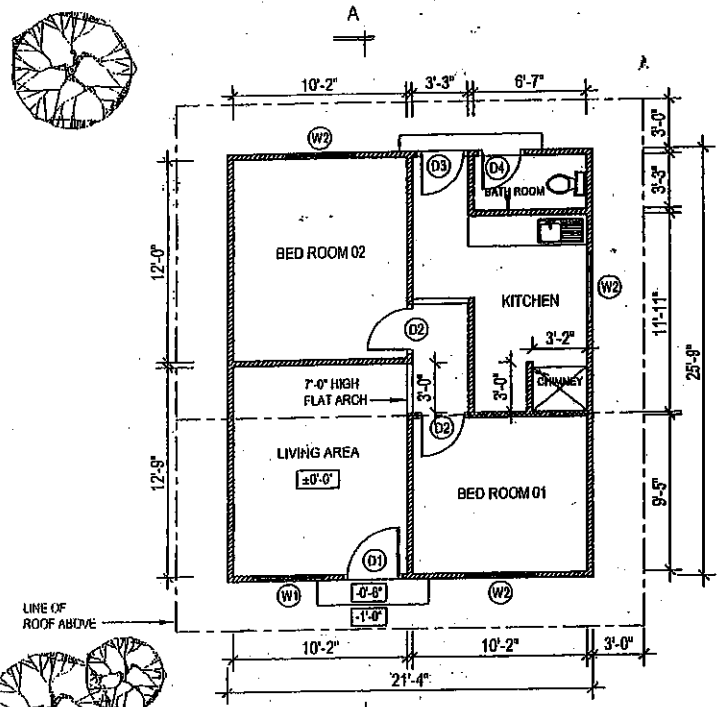 A
10'-2"
3'-3"
6'-7"
W2
3'-0"
D3
D4
BATH ROOM
3'-3"
BED ROOM 02
12'-0"
KITCHEN
W2
11'-11"
25'-9"
D2
3'-2"
7'-0" HIGH
FLAT ARCH
3'-0"
3'-0"
CHIMNEY
D2
LIVING AREA
±0'-0"
BED ROOM 01
12'-9"
9'-5"
D1
W1
-0'-6"
W2
-1'-0"
LINE OF
ROOF ABOVE
10'-2"
10'-2"
3'-0"
21'-4"